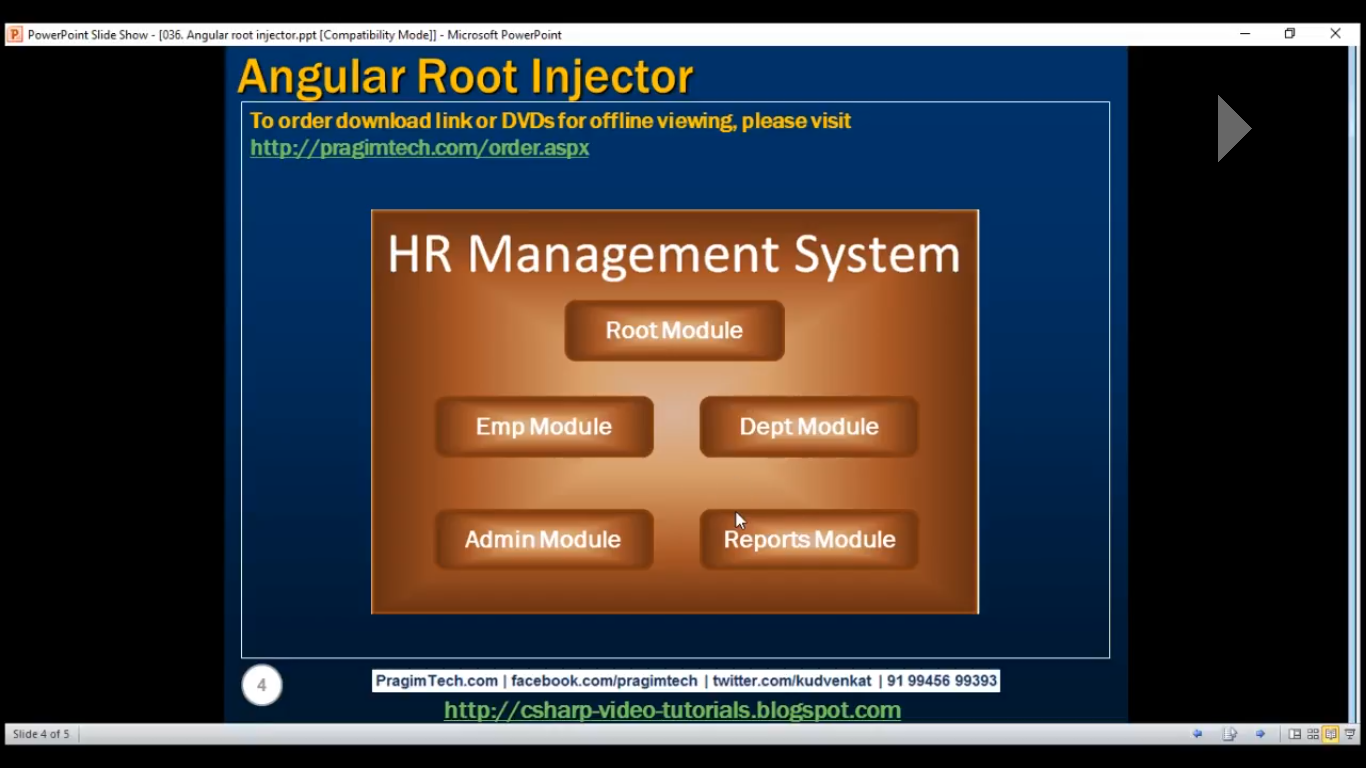 PowerPoint Slide Show - [036. Angular root injector.ppt [Compatibility Mode]] - Microsoft PowerPoint
Angular Root Injector
To order download link or DVDs for offline viewing, please visit
http://pragimtech.com/order.aspx
HR Management System
Root Module
Emp Module
Dept Module
Admin Module
Reports Module
4
PragimTech.com | facebook.com/pragimtech | twitter.com/kudvenkat | 91 99456 99393
http://csharp-video-tutorials.blogspot.com
Slide 4 of 5